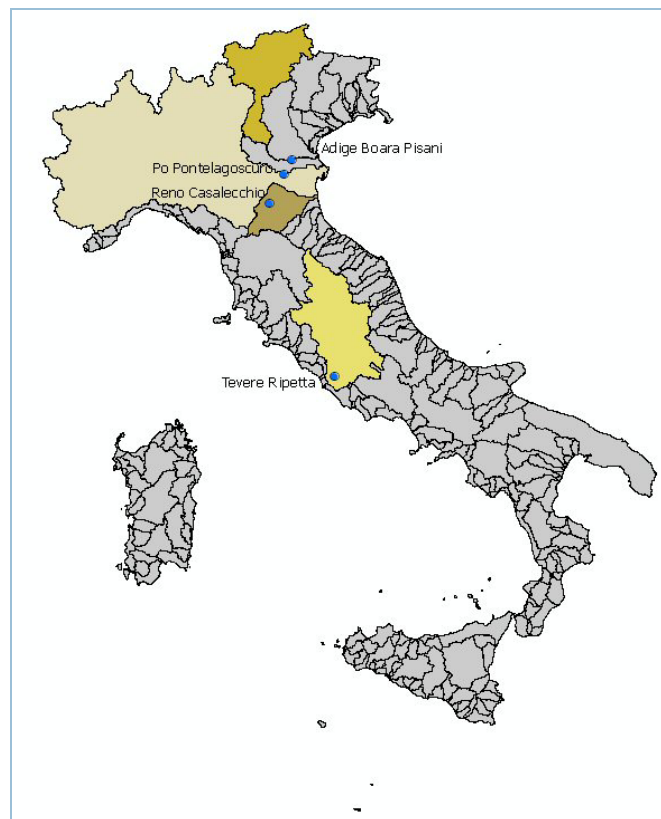 Adige Boara Pisani
Po Pontelagoscuro
Reno Casalecchio
Tevere Ripetta